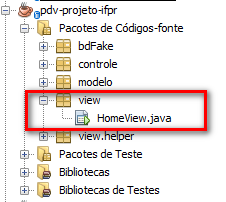 pdv-projeto-ifpr
Pacotes de Códigos-fonte
bdFake
controle
modelo
view
HomeView.java
view.helper
Pacotes de Teste
Bibliotecas
Bibliotecas de Testes